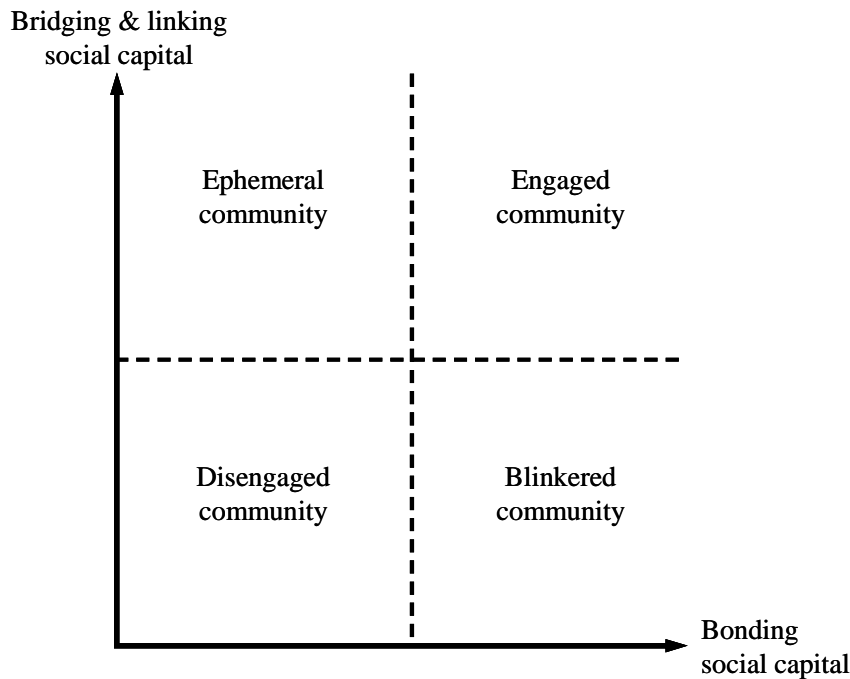 Bridging & linking
social capital
Ephemeral
community
Engaged
community
Disengaged
community
Blinkered
community
Bonding
social capital